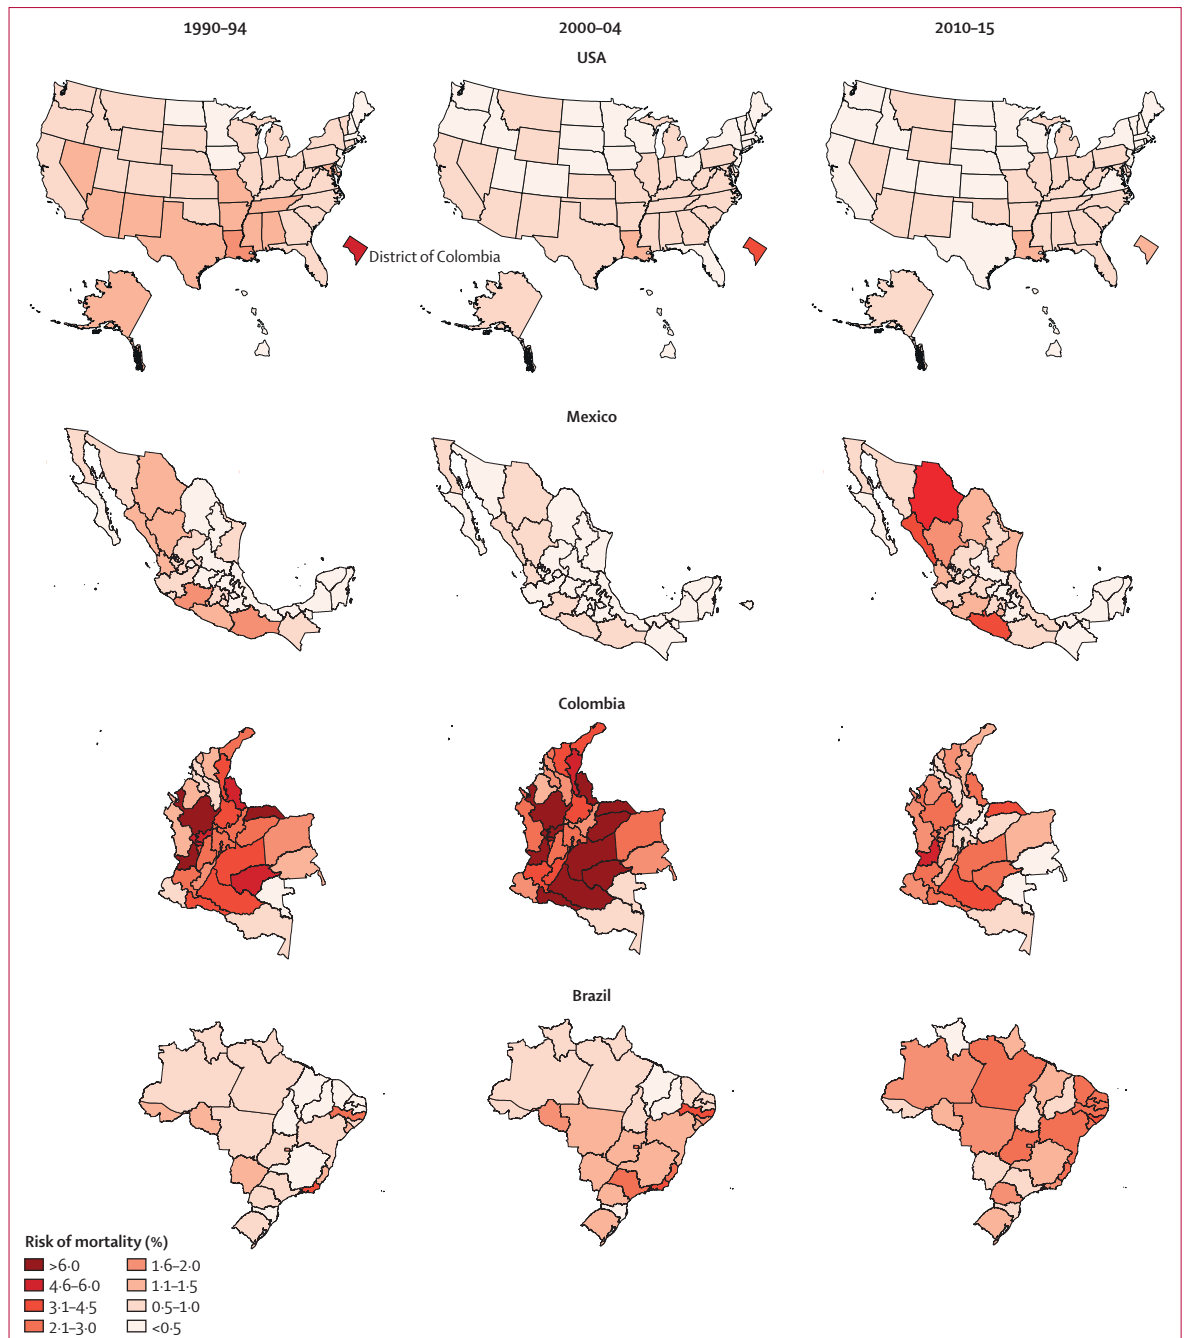 1990–94 2000–04 2010–15
USA
District of Colombia
Mexico
Colombia
Brazil
Risk of mortality (%)
>6·0 1·6–2·0
4·6–6·0 1·1–1·5
3·1–4·5 0·5–1·0
2·1–3·0 <0·5